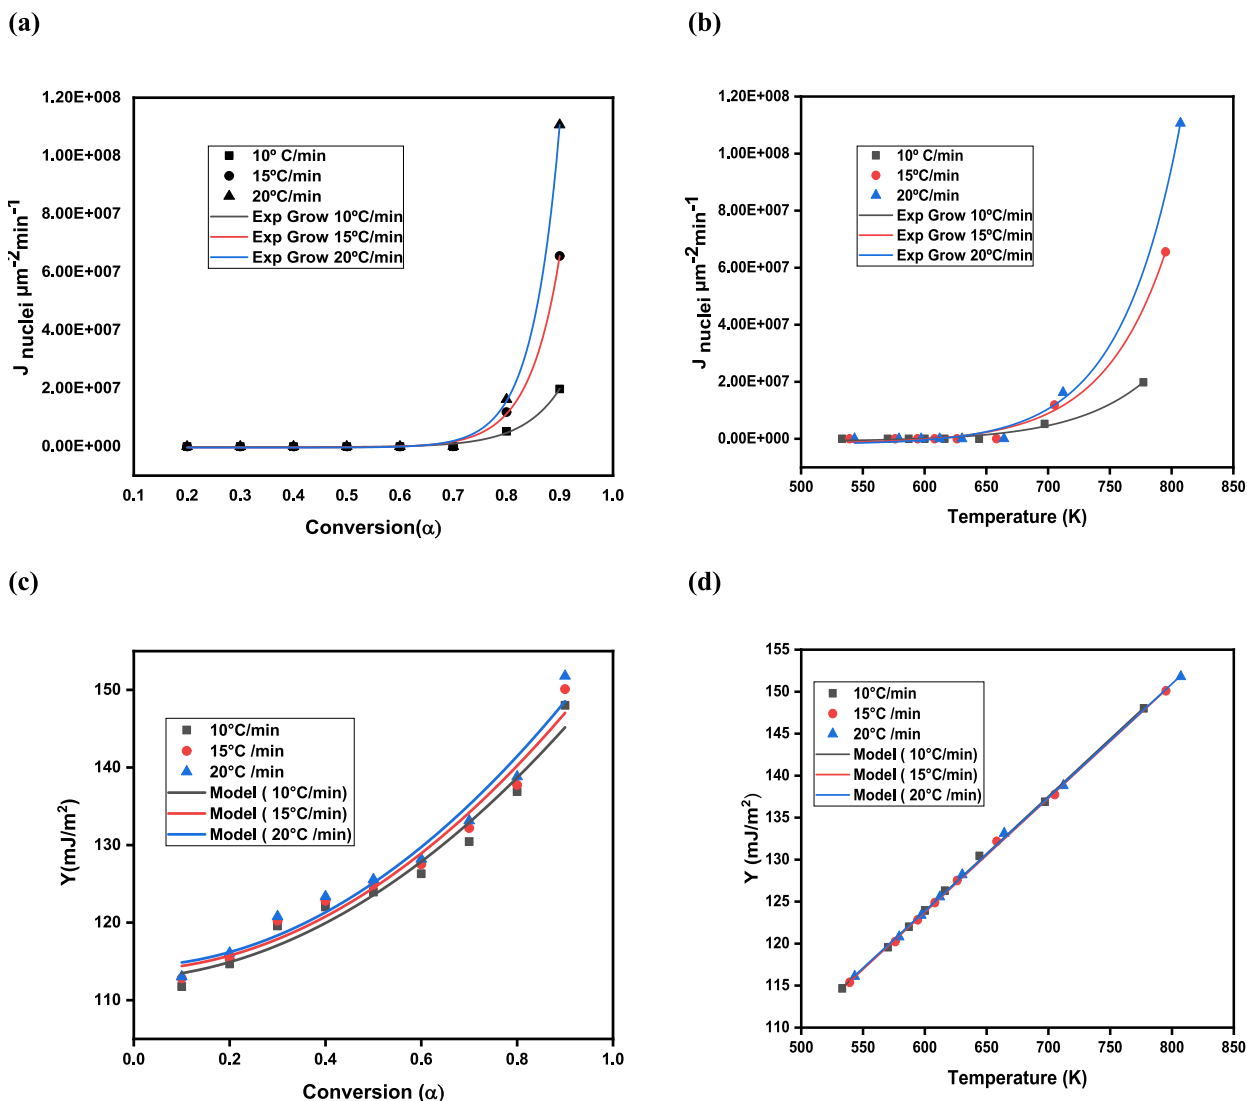 (a)
J nuclei µm-2min-1
1.20E+008
1.00E+008
8.00E+007
6.00E+007
4.00E+007
2.00E+007
0.00E+000
10º C/min
15ºC/min
20ºC/min
Exp Grow 10ºC/min
Exp Grow 15ºC/min
Exp Grow 20ºC/min
0.1 0.2 0.3 0.4 0.5 0.6 0.7 0.8 0.9 1.0
Conversion(α)
(b)
J nuclei µm-2min-1
1.20E+008
1.00E+008
8.00E+007
6.00E+007
4.00E+007
2.00E+007
0.00E+000
10º C/min
15ºC/min
20ºC/min
Exp Grow 10ºC/min
Exp Grow 15ºC/min
Exp Grow 20ºC/min
500 550 600 650 700 750 800 850
Temperature (K)
(c)
Y(mJ/m2)
150
140
130
120
110
10°C/min
15°C /min
20°C /min
Model ( 10°C/min)
Model ( 15°C/min)
Model ( 20°C /min)
0.0 0.2 0.4 0.6 0.8 1.0
Conversion (α)
(d)
Y (mJ/m2)
155
150
145
140
135
130
125
120
115
110
10°C/min
15°C /min
20°C /min
Model ( 10°C/min)
Model ( 15°C/min)
Model ( 20°C /min)
500 550 600 650 700 750 800 850
Temperature (K)